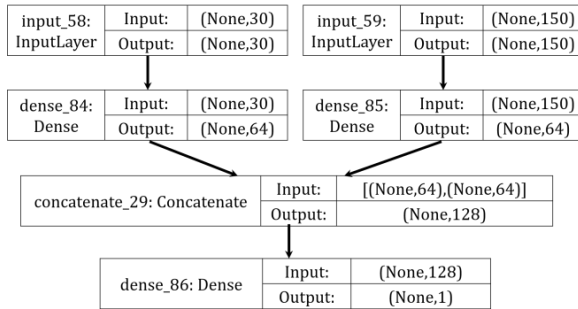 input_58: InputLayer Input: (None,30)
Output: (None,30)
input_59: InputLayer Input: (None,150)
Output: (None,150)
dense_84: Dense Input: (None,30)
Output: (None,64)
dense_85: Dense Input: (None,150)
Output: (None,64)
concatenate_29: Concatenate Input: [(None,64),(None,64)]
Output: (None,128)
dense_86: Dense Input: (None,128)
Output: (None,1)